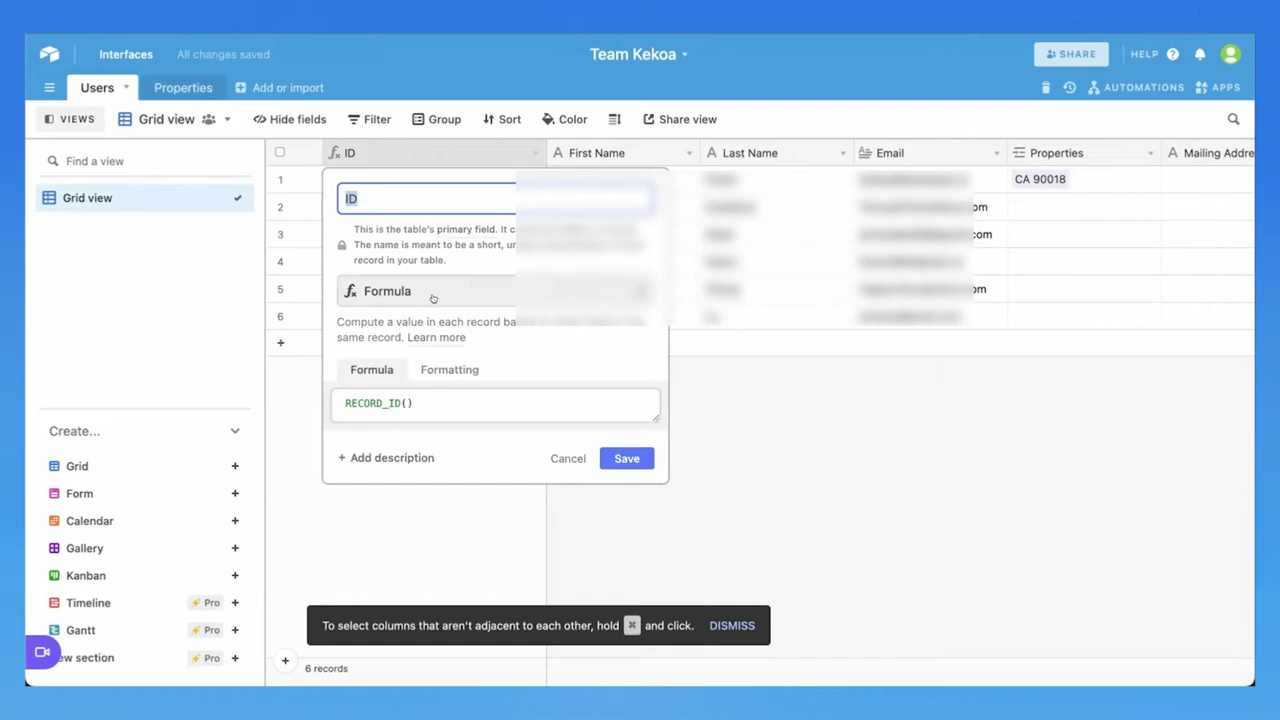 Interfaces
All changes saved
Team Kekoa
SHARE
HELP
Users
Properties
Add or import
AUTOMATIONS
APPS
VIEWS
Grid view
Hide fields
Filter
Group
Sort
Color
Share view
Find a view
Grid view
ID
First Name
Last Name
Email
Properties
Mailing Addre
1
CA 90018
2
com
3
com
4
5
com
6
ID
This is the table's primary field. It
The name is meant to be a short,
record in your table.
Formula
Compute a value in each record
same record. Learn more
Formula
Formatting
RECORD_ID()
+ Add description
Cancel
Save
Create...
Grid
Form
Calendar
Gallery
Kanban
Timeline
Pro
Gantt
Pro
ew section
Pro
To select columns that aren't adjacent to each other, hold ⌘ and click.
DISMISS
6 records